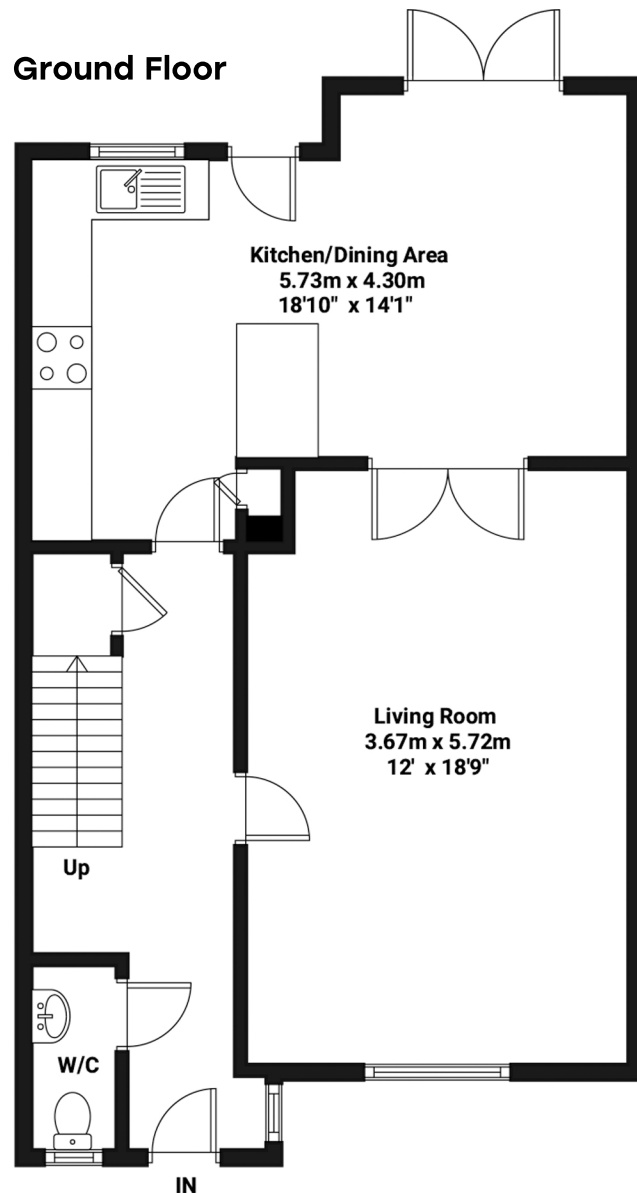 Ground Floor
Kitchen/Dining Area
5.73m x 4.30m
18'10" x 14'1"
Living Room
3.67m x 5.72m
12' x 18'9"
Up
W/C
IN